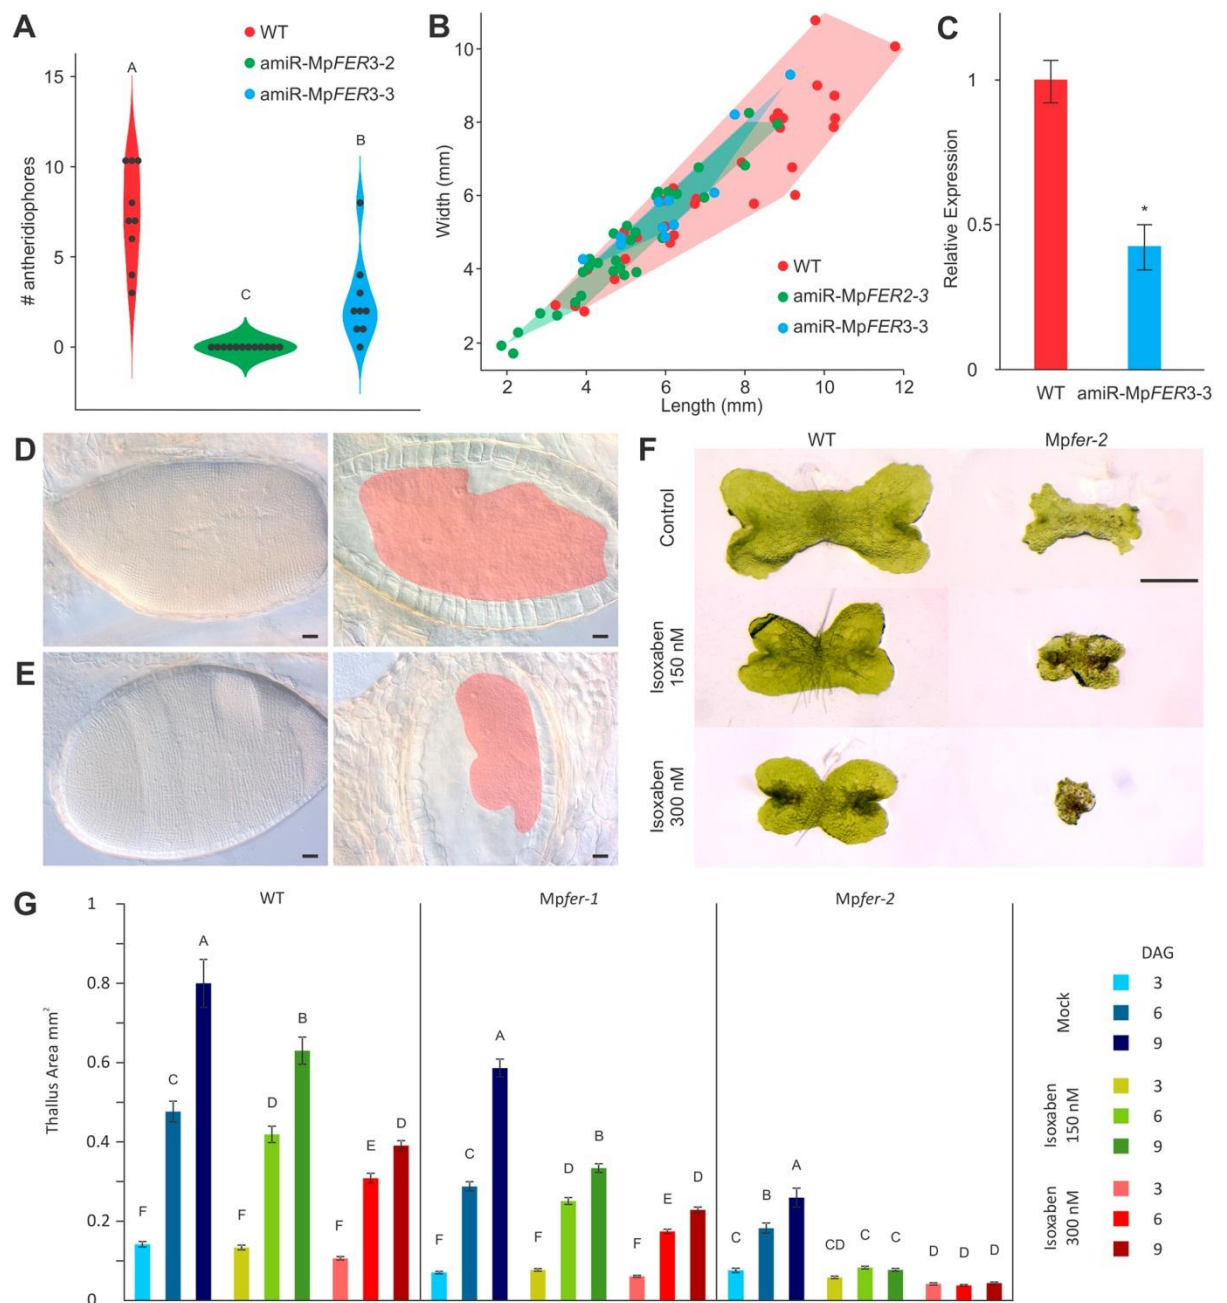 A
WT
amiR-MpFER3-2
amiR-MpFER3-3
# antheridiophores
15
10
5
0
A
C
B
B
Width (mm)
10
8
6
4
2
2 4 6 8 10 12
Length (mm)
WT
amiR-MpFER2-3
amiR-MpFER3-3
C
Relative Expression
1
0.5
0
*
WT amiR-MpFER3-3
D
E
F
WT Mpfer-2
Control
Isoxaben
150 nM
Isoxaben
300 nM
G
WT Mpfer-1 Mpfer-2
Thallus Area mm²
1
0.8
0.6
0.4
0.2
0
F C A F D B F E D
F C A F D B F E D
C B A CD C C D D D
DAG
Mock
3
6
9
Isoxaben
150 nM
3
6
9
Isoxaben
300 nM
3
6
9